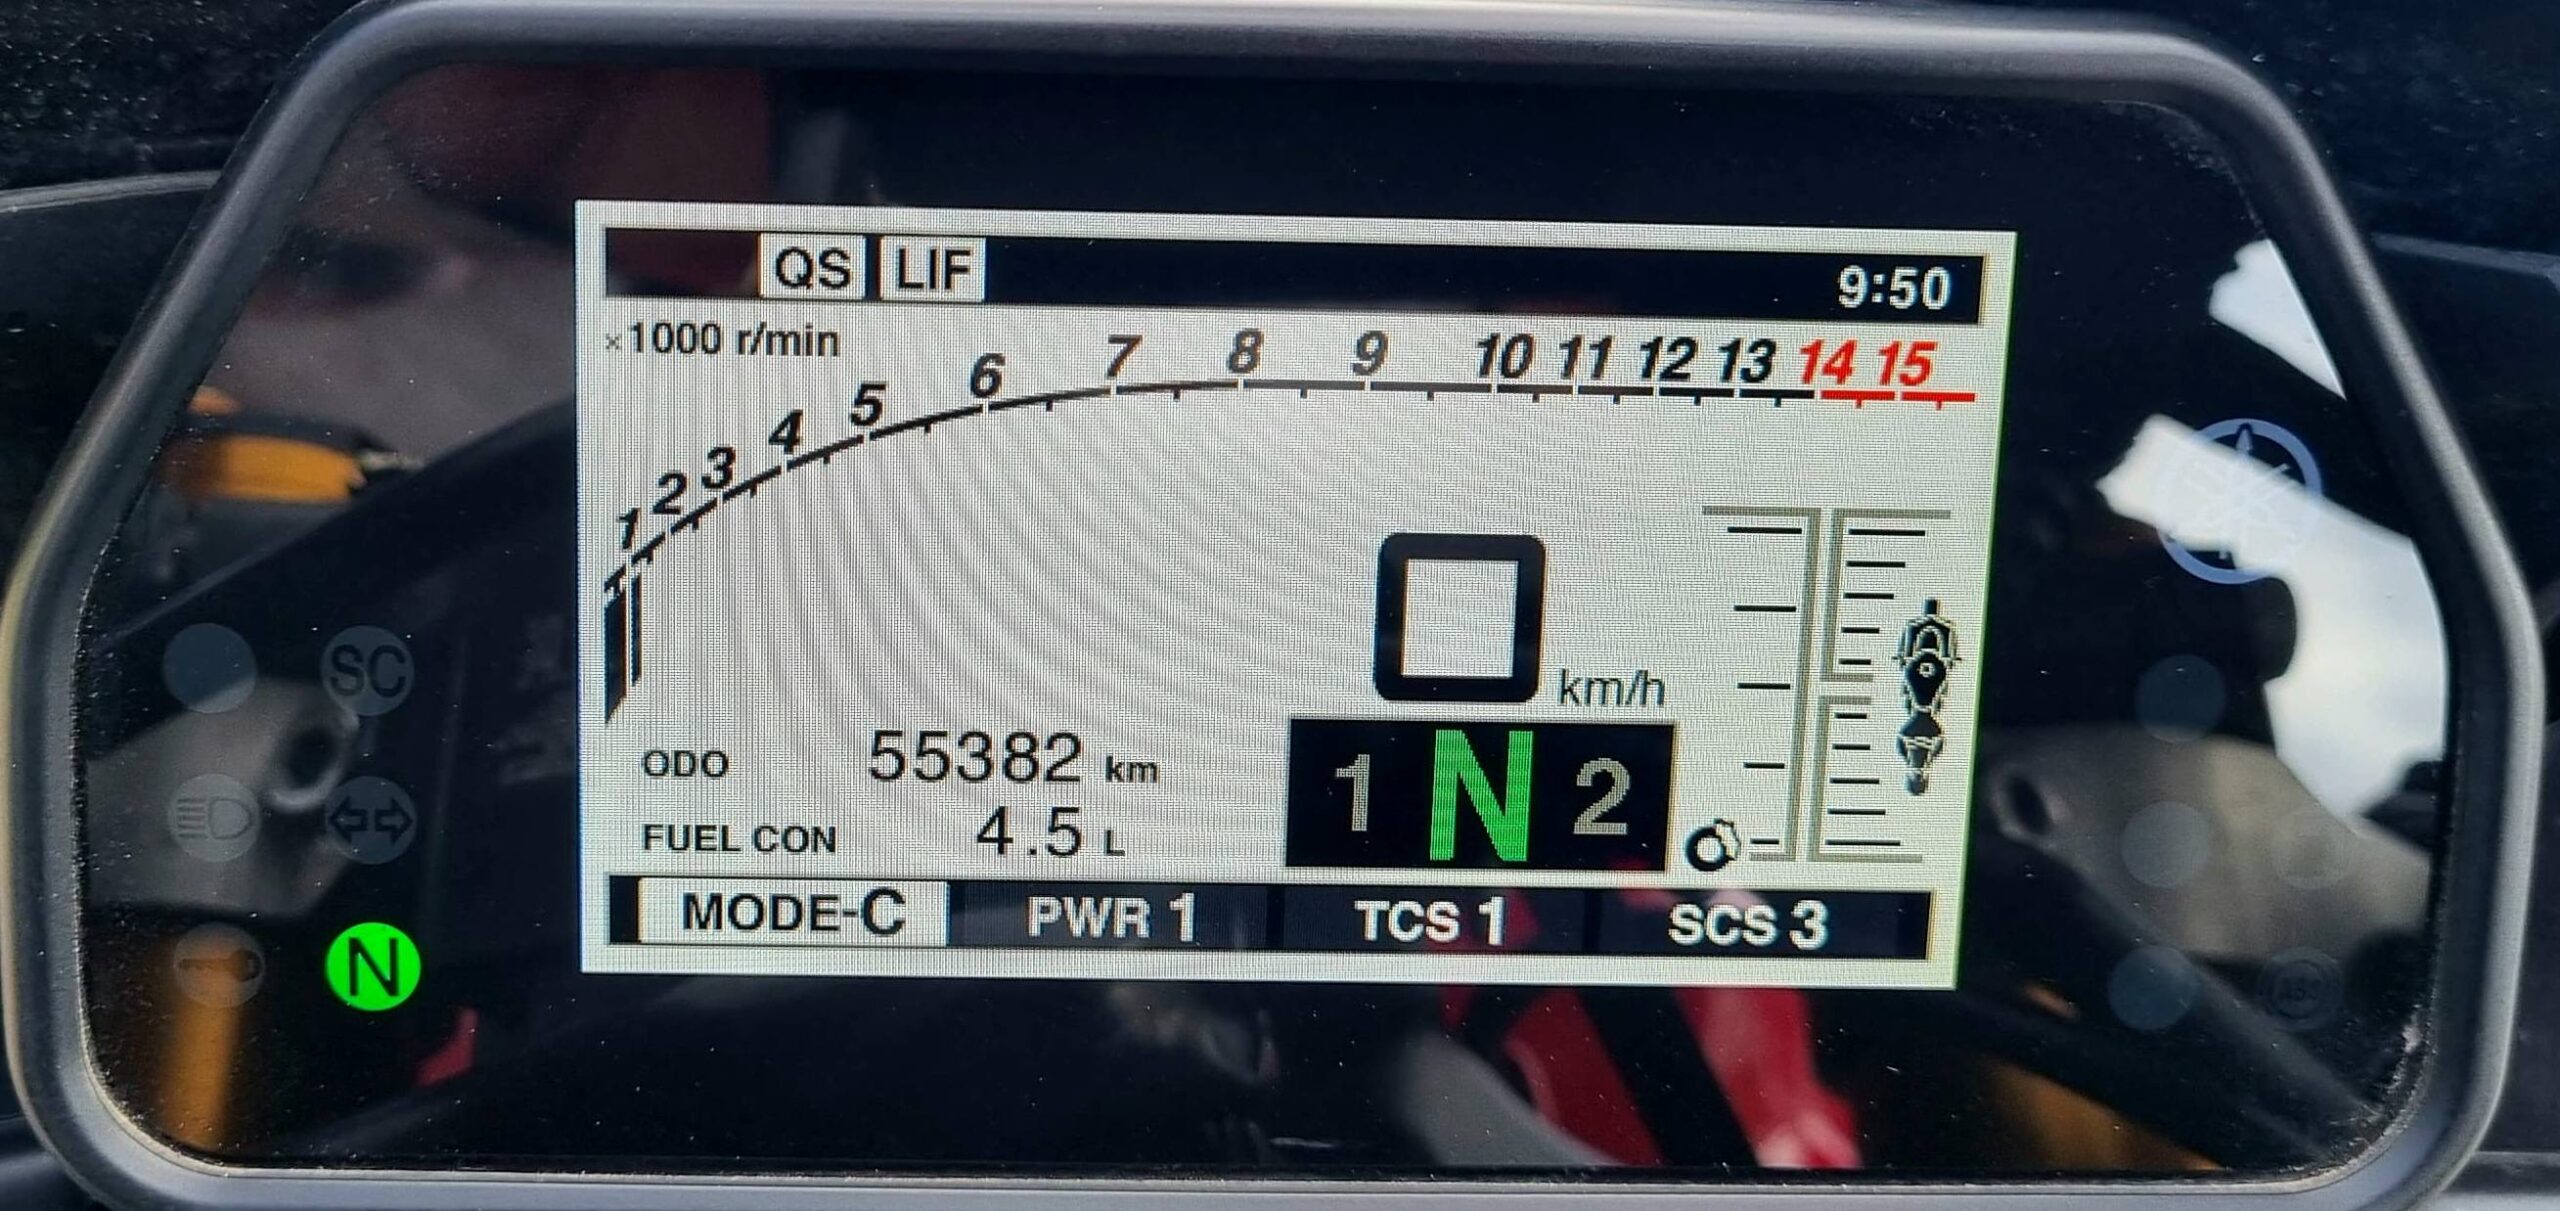 QS LIF 9:50
×1000 r/min
1 2 3 4 5 6 7 8 9 10 11 12 13 14 15
0 km/h
ODO 55382 km
FUEL CON 4.5 L
1 N 2
MODE-C PWR 1 TCS 1 SCS 3
SC
N
ABS